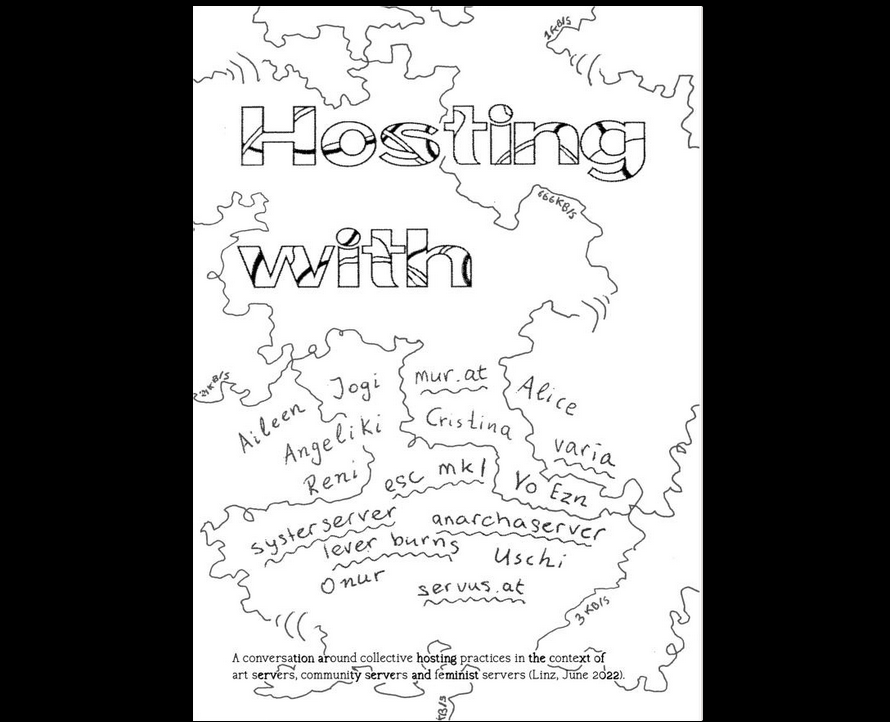 1KB/S
Hosting
666KB/S
with
Jogi
mur.at
Alice
Aileen
Angeliki
Cristina
varia
Reni
esc mkl
Yo Ezn
systerserver
anarchaserver
lever burns
Uschi
Onur
servus.at
3 KB/S
A conversation around collective hosting practices in the context of
art servers, community servers and feminist servers (Linz, June 2022).